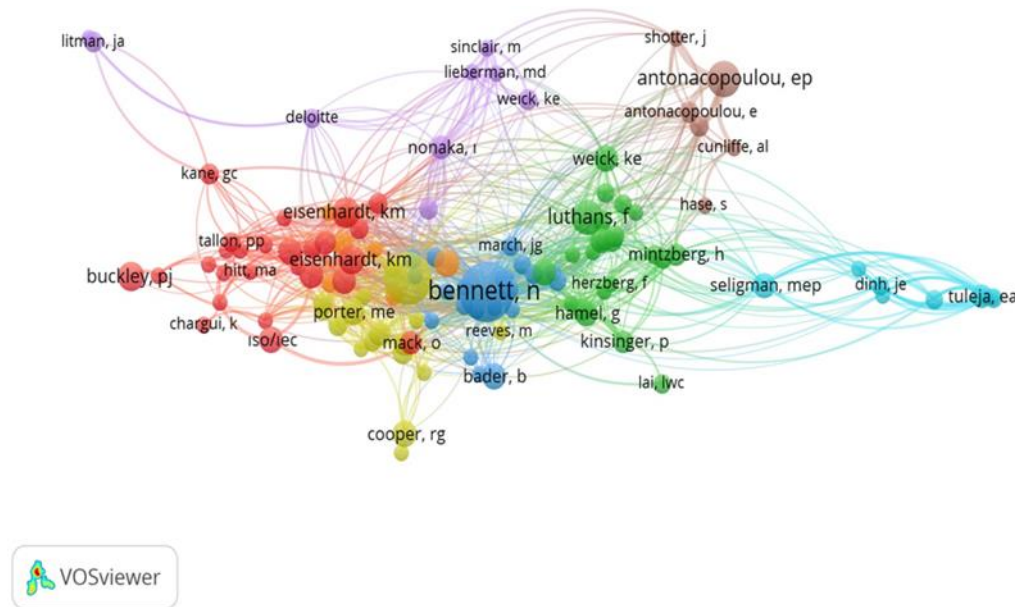 litman, ja
sinclair, m
shotter, j
lieberman, md
antonacopoulou, ep
weick, ke
deloitte
antonacopoulou, e
nonaka, i
cunliffe, al
weick, ke
kane, gc
hase, s
eisenhardt, km
luthans, f
tallon, pp
march, jg
mintzberg, h
eisenhardt, km
hitt, ma
buckley, pj
herzberg, f
seligman, mep
dinh, je
bennett, n
tuleja, ea
porter, me
hamel, g
chargui, k
reeves, m
iso/iec
mack, o
kinsinger, p
bader, b
lai, lwc
cooper, rg
VOSviewer